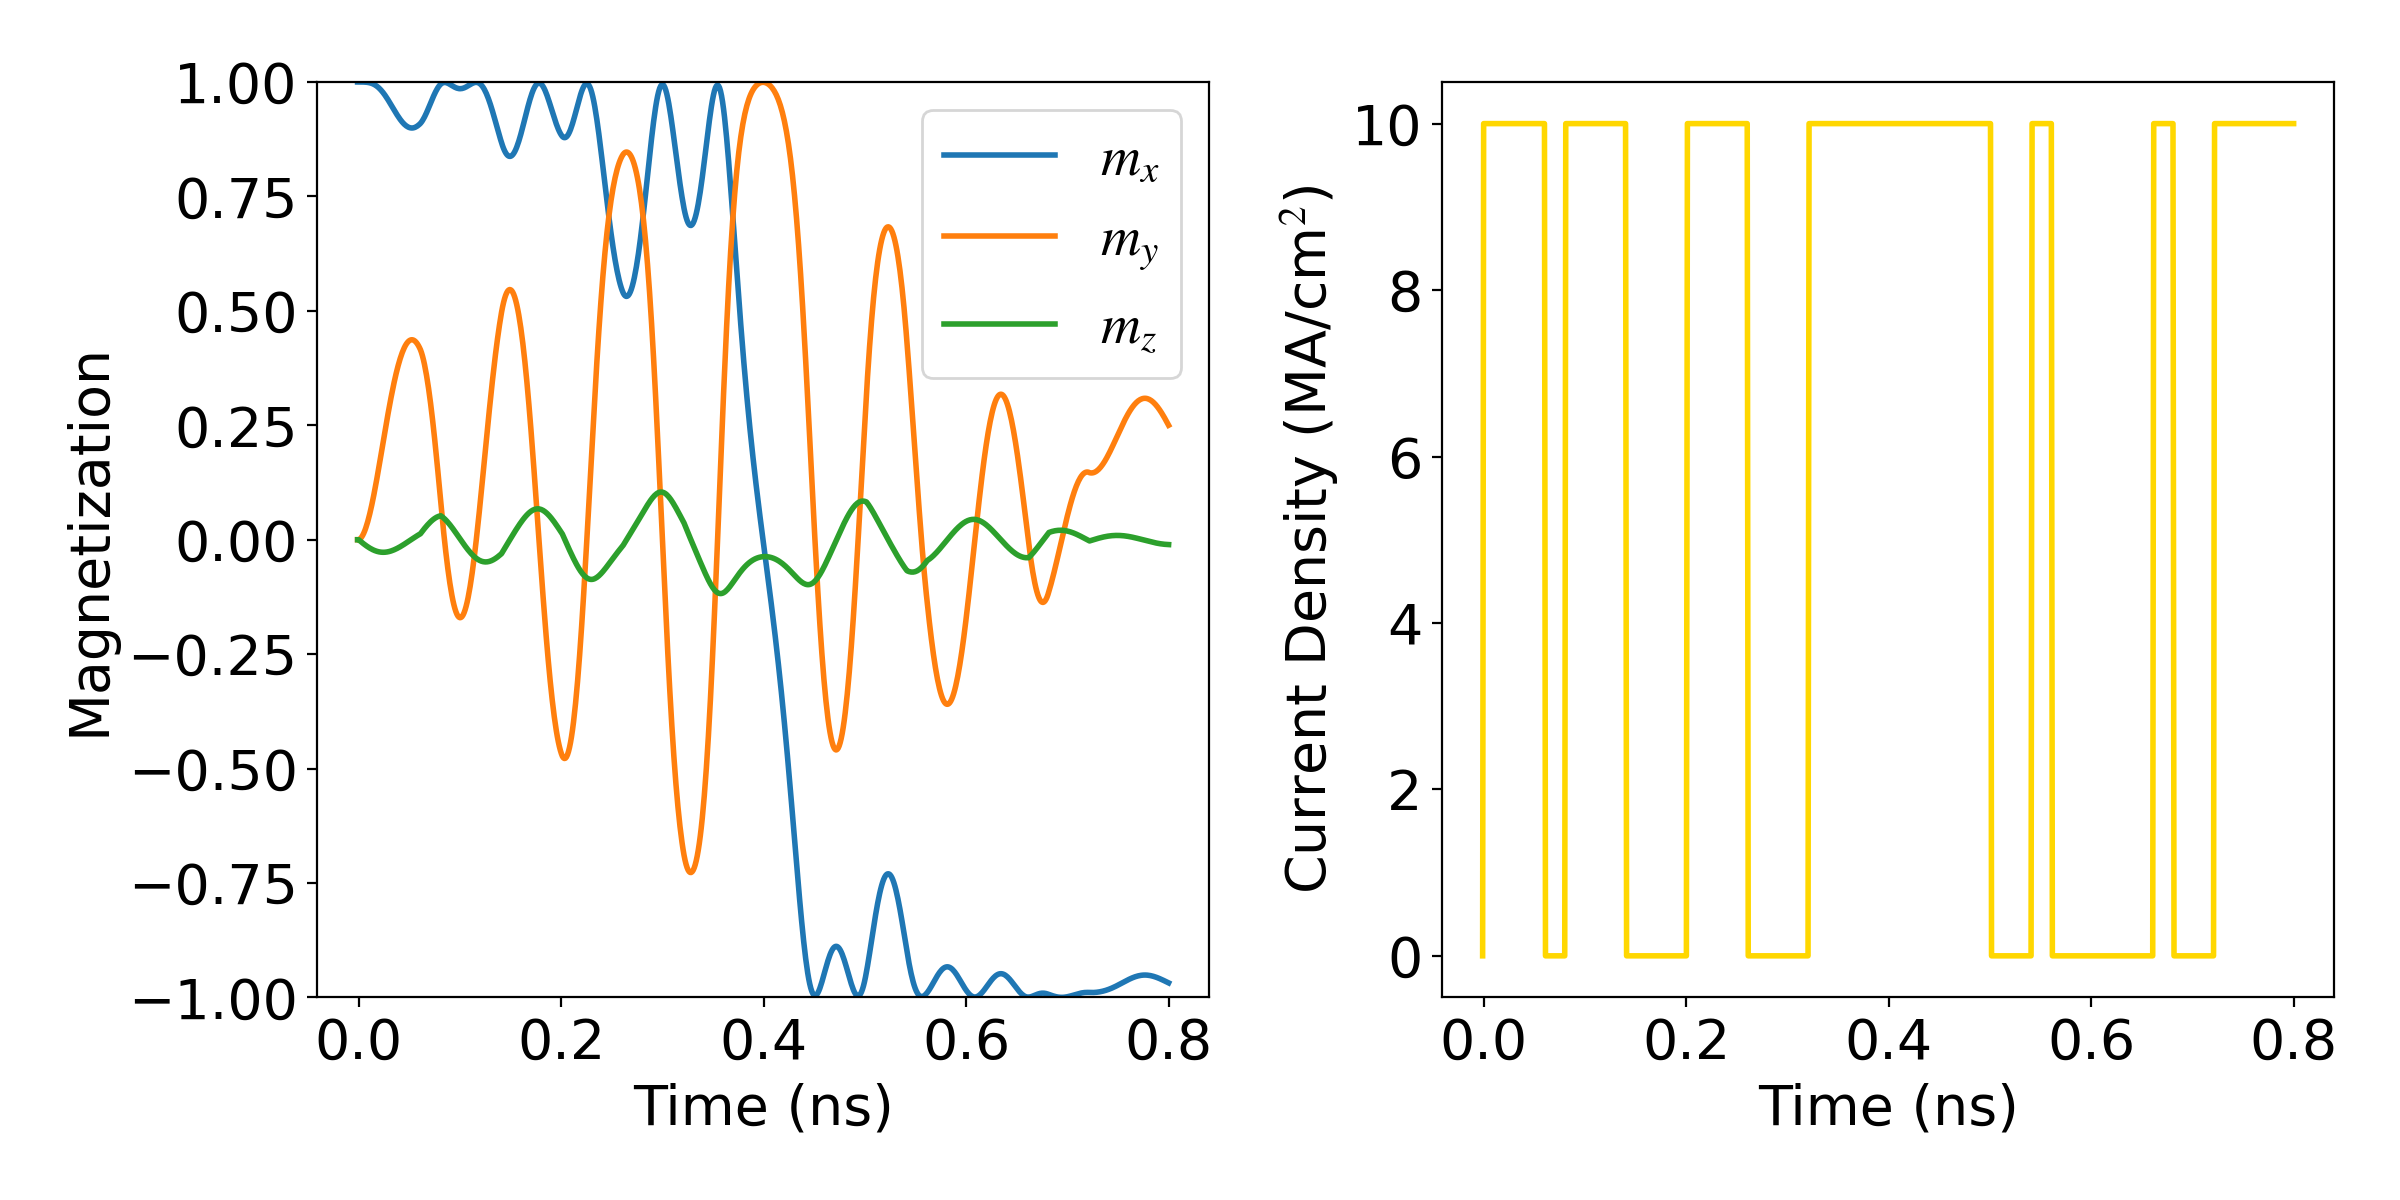 Magnetization
1.00
0.75
0.50
0.25
0.00
−0.25
−0.50
−0.75
−1.00
0.0 0.2 0.4 0.6 0.8
Time (ns)
m_x
m_y
m_z
Current Density (MA/cm²)
10
8
6
4
2
0
0.0 0.2 0.4 0.6 0.8
Time (ns)